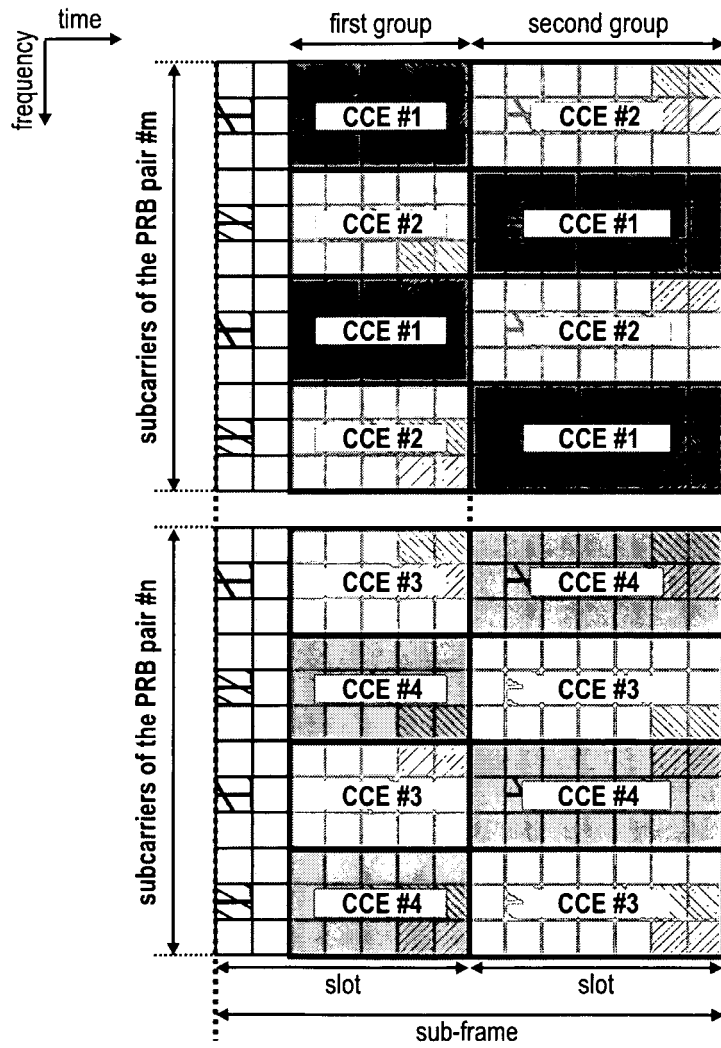 time
frequency
first group
second group
subcarriers of the PRB pair #m
CCE #1
CCE #2
CCE #2
CCE #1
CCE #1
CCE #2
CCE #2
CCE #1
subcarriers of the PRB pair #n
CCE #3
CCE #4
CCE #4
CCE #3
CCE #3
CCE #4
CCE #4
CCE #3
slot
slot
sub-frame